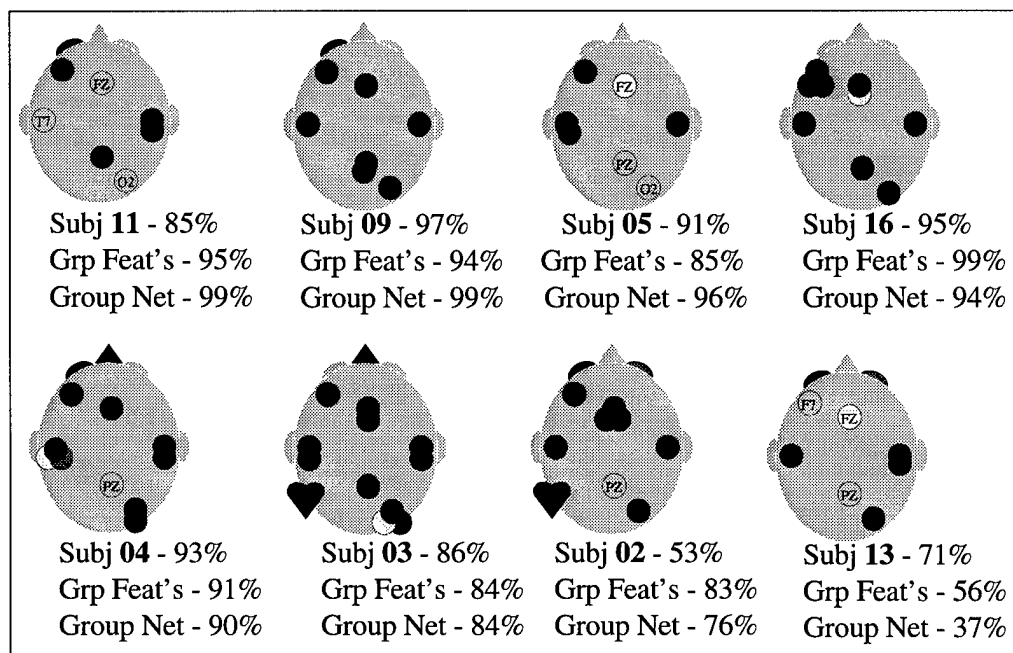 FZ
T7
O2
Subj 11 - 85%
Grp Feat's - 95%
Group Net - 99%
Subj 09 - 97%
Grp Feat's - 94%
Group Net - 99%
FZ
PZ
O2
Subj 05 - 91%
Grp Feat's - 85%
Group Net - 96%
Subj 16 - 95%
Grp Feat's - 99%
Group Net - 94%
PZ
Subj 04 - 93%
Grp Feat's - 91%
Group Net - 90%
Subj 03 - 86%
Grp Feat's - 84%
Group Net - 84%
PZ
Subj 02 - 53%
Grp Feat's - 83%
Group Net - 76%
F7
FZ
PZ
Subj 13 - 71%
Grp Feat's - 56%
Group Net - 37%